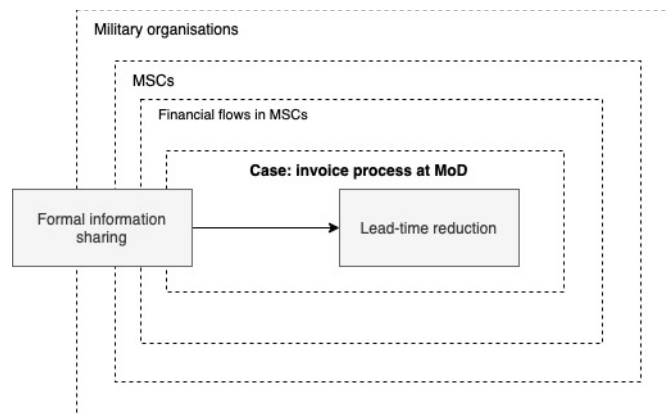 Military organisations
MSCs
Financial flows in MSCs
Case: invoice process at MoD
Formal information
sharing
Lead-time reduction